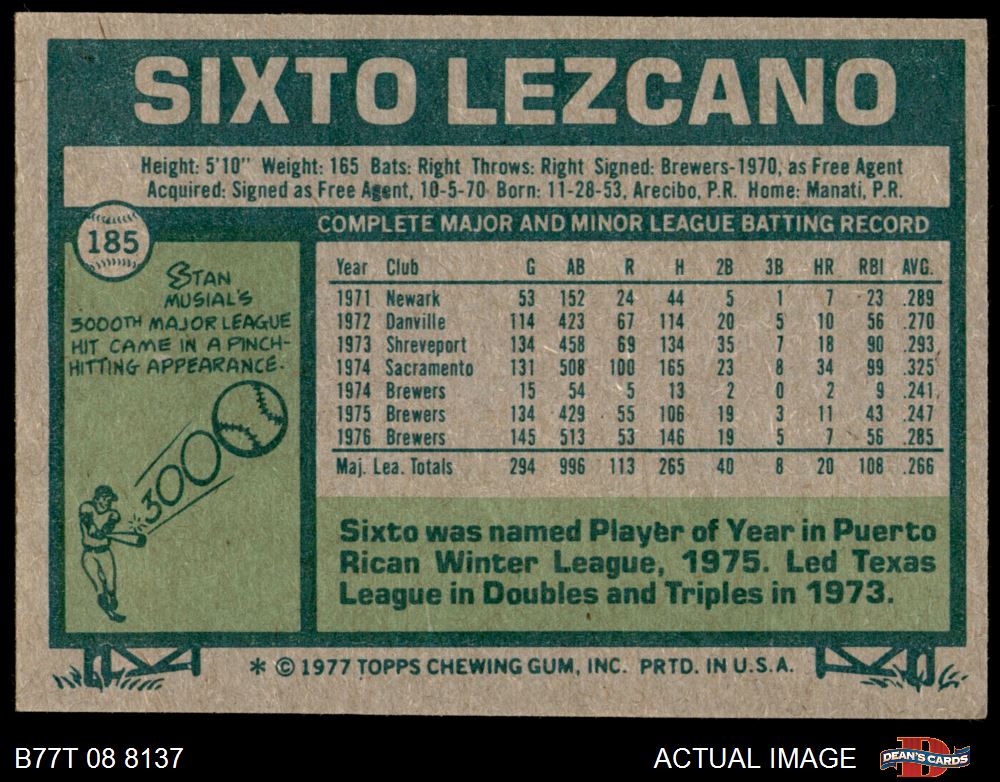 SIXTO LEZCANO
Height: 5'10" Weight: 165 Bats: Right Throws: Right Signed: Brewers-1970, as Free Agent
Acquired: Signed as Free Agent, 10-5-70 Born: 11-28-53, Arecibo, P.R. Home: Manati, P.R.
185
STAN
MUSIAL'S
3000TH MAJOR LEAGUE
HIT CAME IN A PINCH-
HITTING APPEARANCE.
3000
COMPLETE MAJOR AND MINOR LEAGUE BATTING RECORD
Year Club G AB R H 2B 3B HR RBI AVG.
1971 Newark 53 152 24 44 5 1 7 23 .289
1972 Danville 114 423 67 114 20 5 10 56 .270
1973 Shreveport 134 458 69 134 35 7 18 90 .293
1974 Sacramento 131 508 100 165 23 8 34 99 .325
1974 Brewers 15 54 5 13 2 0 2 9 .241
1975 Brewers 134 429 55 106 19 3 11 43 .247
1976 Brewers 145 513 53 146 19 5 7 56 .285
Maj. Lea. Totals 294 996 113 265 40 8 20 108 .266
Sixto was named Player of Year in Puerto
Rican Winter League, 1975. Led Texas
League in Doubles and Triples in 1973.
* © 1977 TOPPS CHEWING GUM, INC. PRTD. IN U.S.A.
B77T 08 8137
ACTUAL IMAGE
DEAN'S CARDS